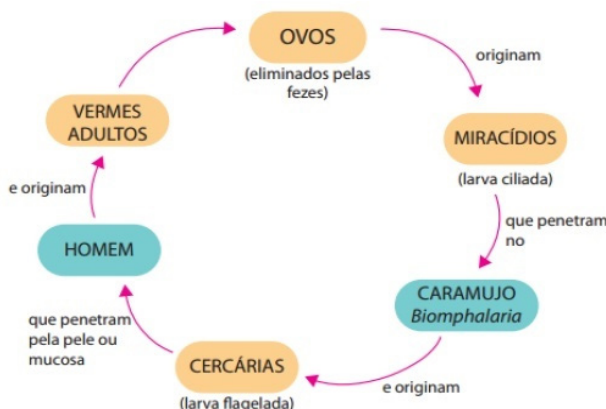 OVOS
(eliminados pelas
fezes)
originam
MIRACÍDIOS
(larva ciliada)
que penetram
no
CARAMUJO
Biomphalaria
e originam
CERCÁRIAS
(larva flagelada)
que penetram
pela pele ou
mucosa
HOMEM
e originam
VERMES
ADULTOS